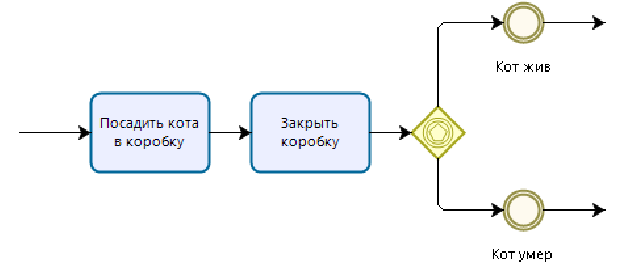 Кот жив
Посадить кота
в коробку
Закрыть
коробку
Кот умер